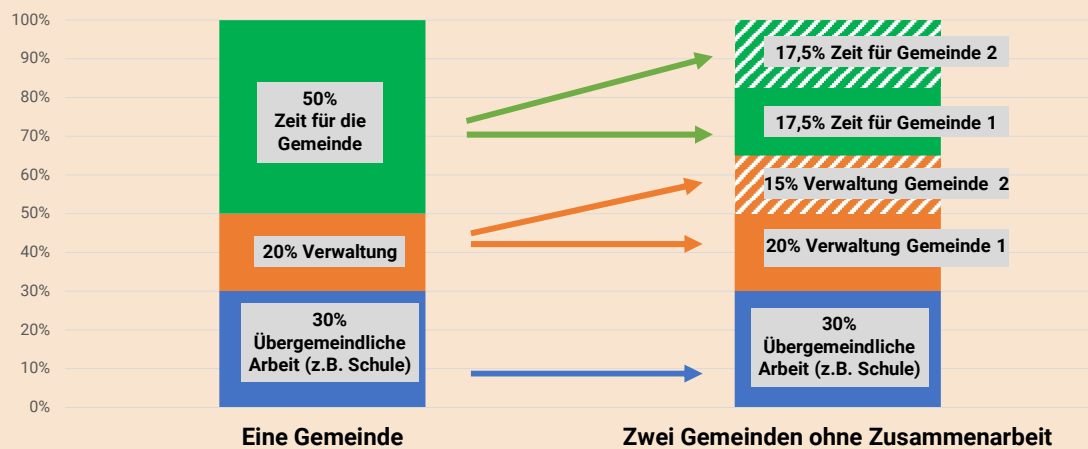 100%
90%
80%
70%
60%
50%
40%
30%
20%
10%
0%
50%
Zeit für die
Gemeinde
20% Verwaltung
30%
Übergemeindliche
Arbeit (z.B. Schule)
17,5% Zeit für Gemeinde 2
17,5% Zeit für Gemeinde 1
15% Verwaltung Gemeinde 2
20% Verwaltung Gemeinde 1
30%
Übergemeindliche
Arbeit (z.B. Schule)
Eine Gemeinde
Zwei Gemeinden ohne Zusammenarbeit